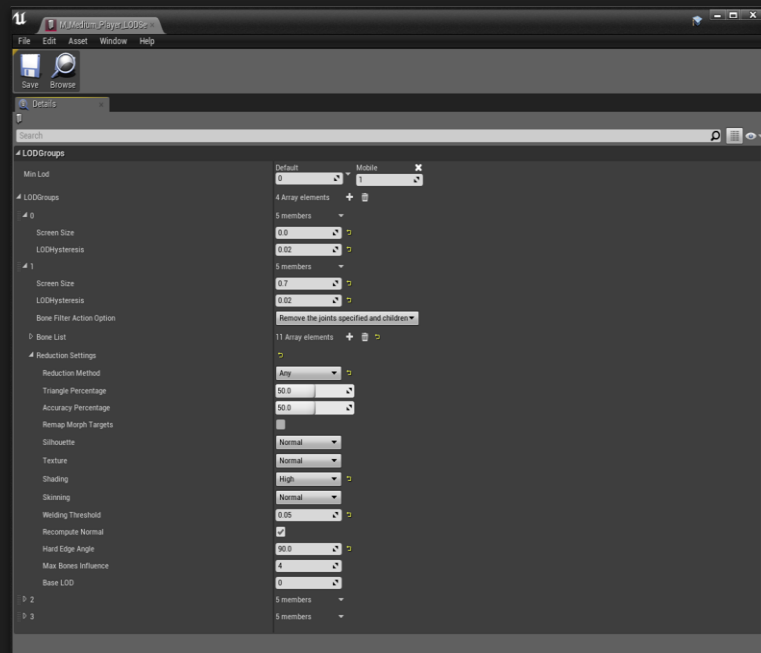 M_Medium_Player_LODSe
File Edit Asset Window Help
Save Browse
Details
Search
LODGroups
Default Mobile
Min Lod 0 1
LODGroups 4 Array elements
0 5 members
Screen Size 0.0
LODHysteresis 0.02
1 5 members
Screen Size 0.7
LODHysteresis 0.02
Bone Filter Action Option Remove the joints specified and children
Bone List 11 Array elements
Reduction Settings
Reduction Method Any
Triangle Percentage 50.0
Accuracy Percentage 50.0
Remap Morph Targets
Silhouette Normal
Texture Normal
Shading High
Skinning Normal
Welding Threshold 0.05
Recompute Normal
Hard Edge Angle 90.0
Max Bones Influence 4
Base LOD 0
2 5 members
3 5 members